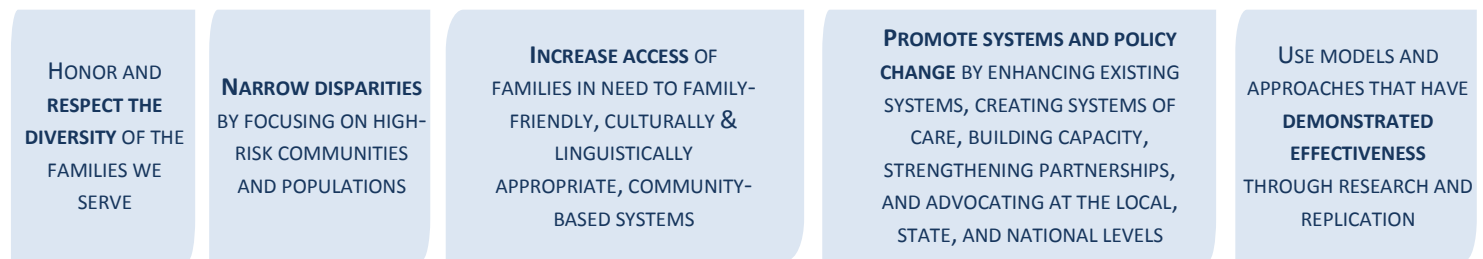 HONOR AND
RESPECT THE
DIVERSITY OF THE
FAMILIES WE
SERVE
NARROW DISPARITIES
BY FOCUSING ON HIGH-
RISK COMMUNITIES
AND POPULATIONS
INCREASE ACCESS OF
FAMILIES IN NEED TO FAMILY-
FRIENDLY, CULTURALLY &
LINGUISTICALLY
APPROPRIATE, COMMUNITY-
BASED SYSTEMS
PROMOTE SYSTEMS AND POLICY
CHANGE BY ENHANCING EXISTING
SYSTEMS, CREATING SYSTEMS OF
CARE, BUILDING CAPACITY,
STRENGTHENING PARTNERSHIPS,
AND ADVOCATING AT THE LOCAL,
STATE, AND NATIONAL LEVELS
USE MODELS AND
APPROACHES THAT HAVE
DEMONSTRATED
EFFECTIVENESS
THROUGH RESEARCH AND
REPLICATION